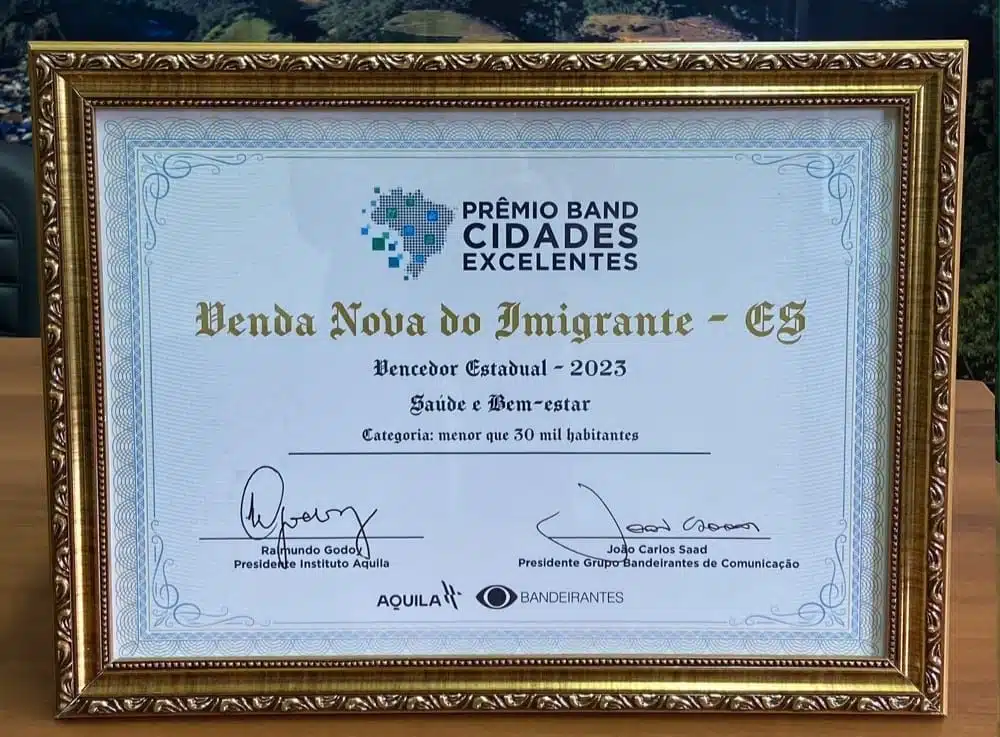 PRÊMIO BAND
CIDADES
EXCELENTES
Venda Nova do Imigrante - ES
Vencedor Estadual - 2023
Saúde e Bem-estar
Categoria: menor que 30 mil habitantes
Raimundo Godoy
Presidente Instituto Aquila
João Carlos Saad
Presidente Grupo Bandeirantes de Comunicação
AQUILA
BANDEIRANTES